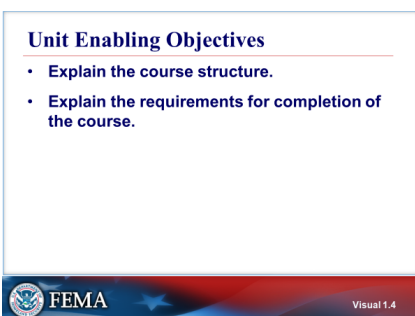 Unit Enabling Objectives
• Explain the course structure.
• Explain the requirements for completion of
the course.
FEMA
Visual 1.4